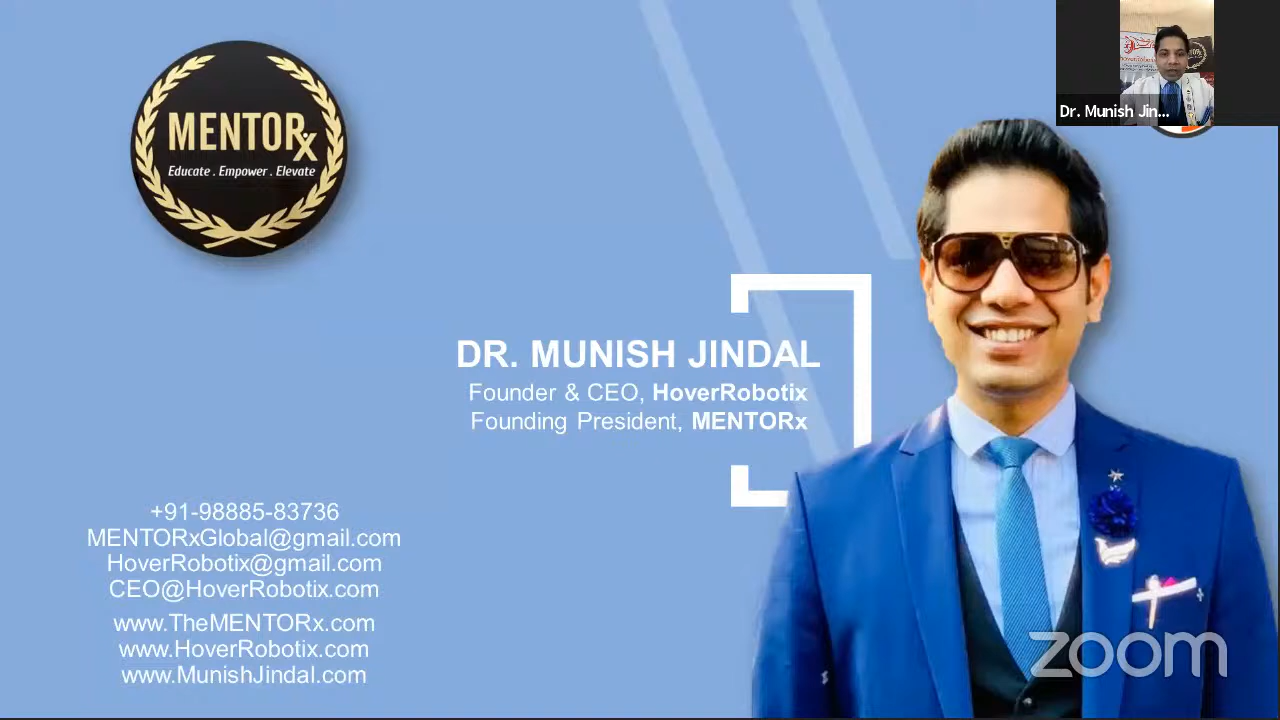 MENTORx
Educate . Empower . Elevate
Dr. Munish Jin...
DR. MUNISH JINDAL
Founder & CEO, HoverRobotix
Founding President, MENTORx
+91-98885-83736
MENTORxGlobal@gmail.com
HoverRobotix@gmail.com
CEO@HoverRobotix.com
www.TheMENTORx.com
www.HoverRobotix.com
www.MunishJindal.com
zoom